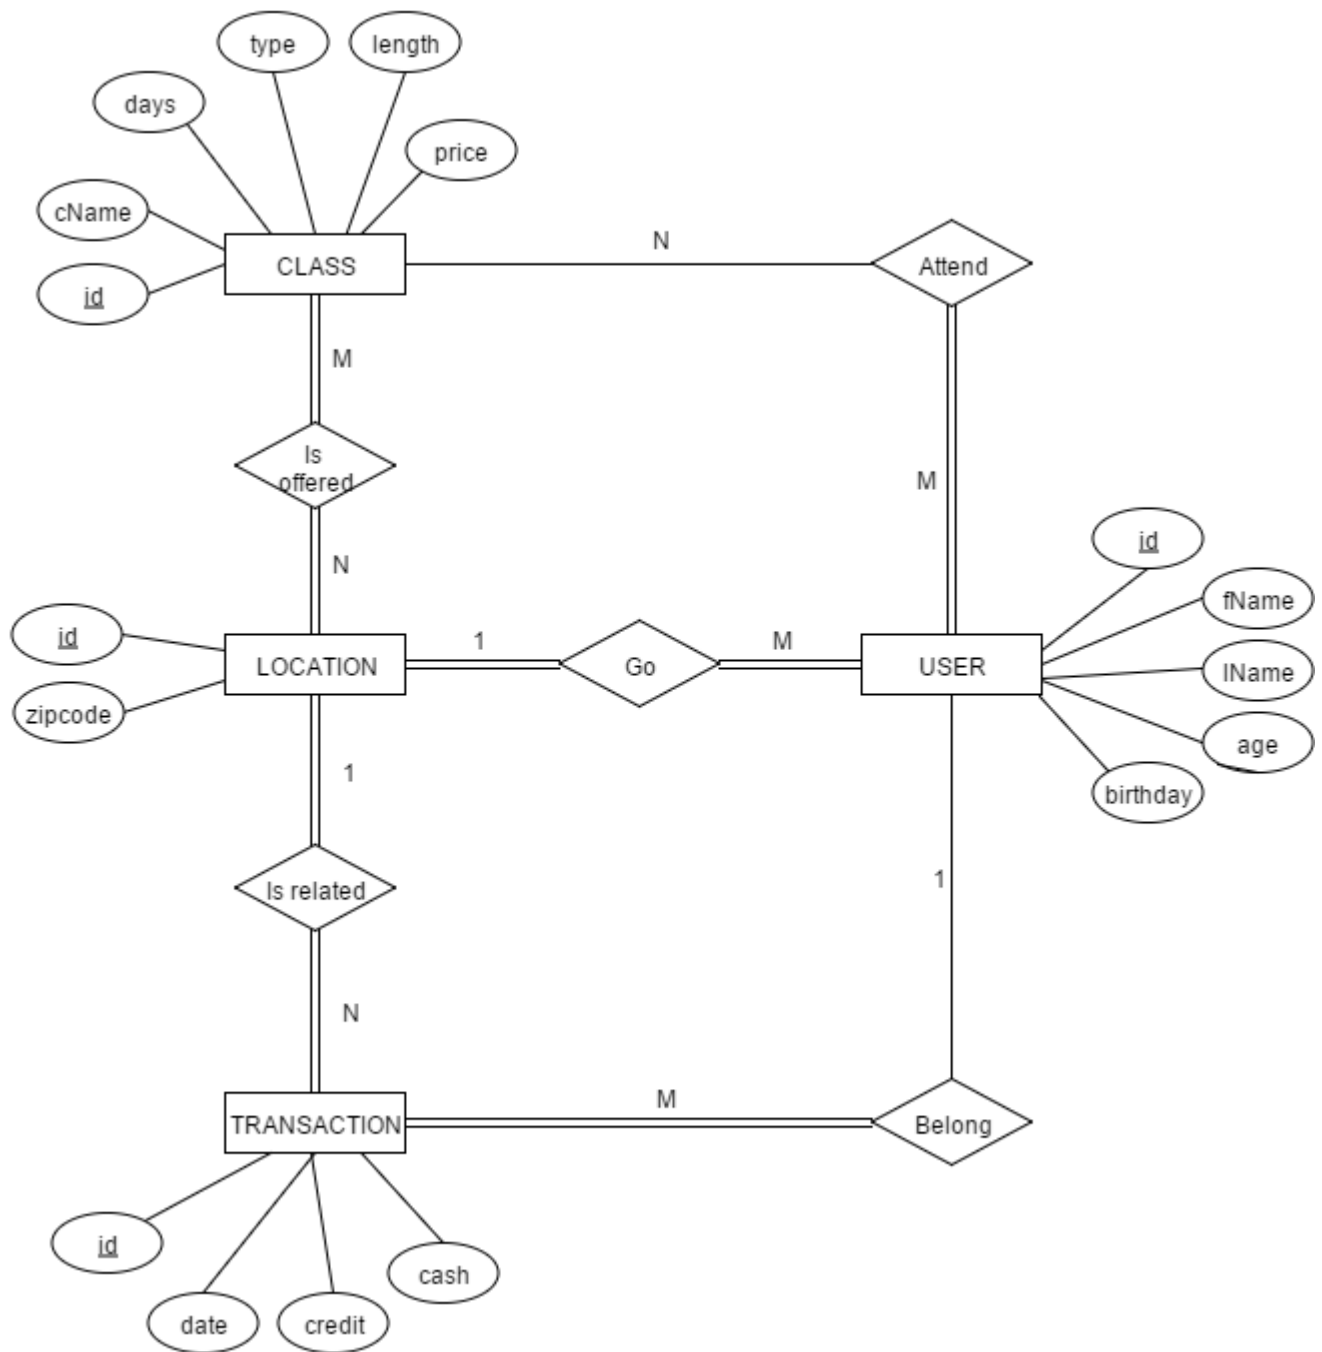 type
length
days
price
cName
CLASS
id
N
Attend
M
Is
offered
M
N
id
fName
id
LOCATION
1
Go
M
USER
lName
zipcode
age
1
birthday
1
Is related
N
M
TRANSACTION
Belong
id
cash
date
credit